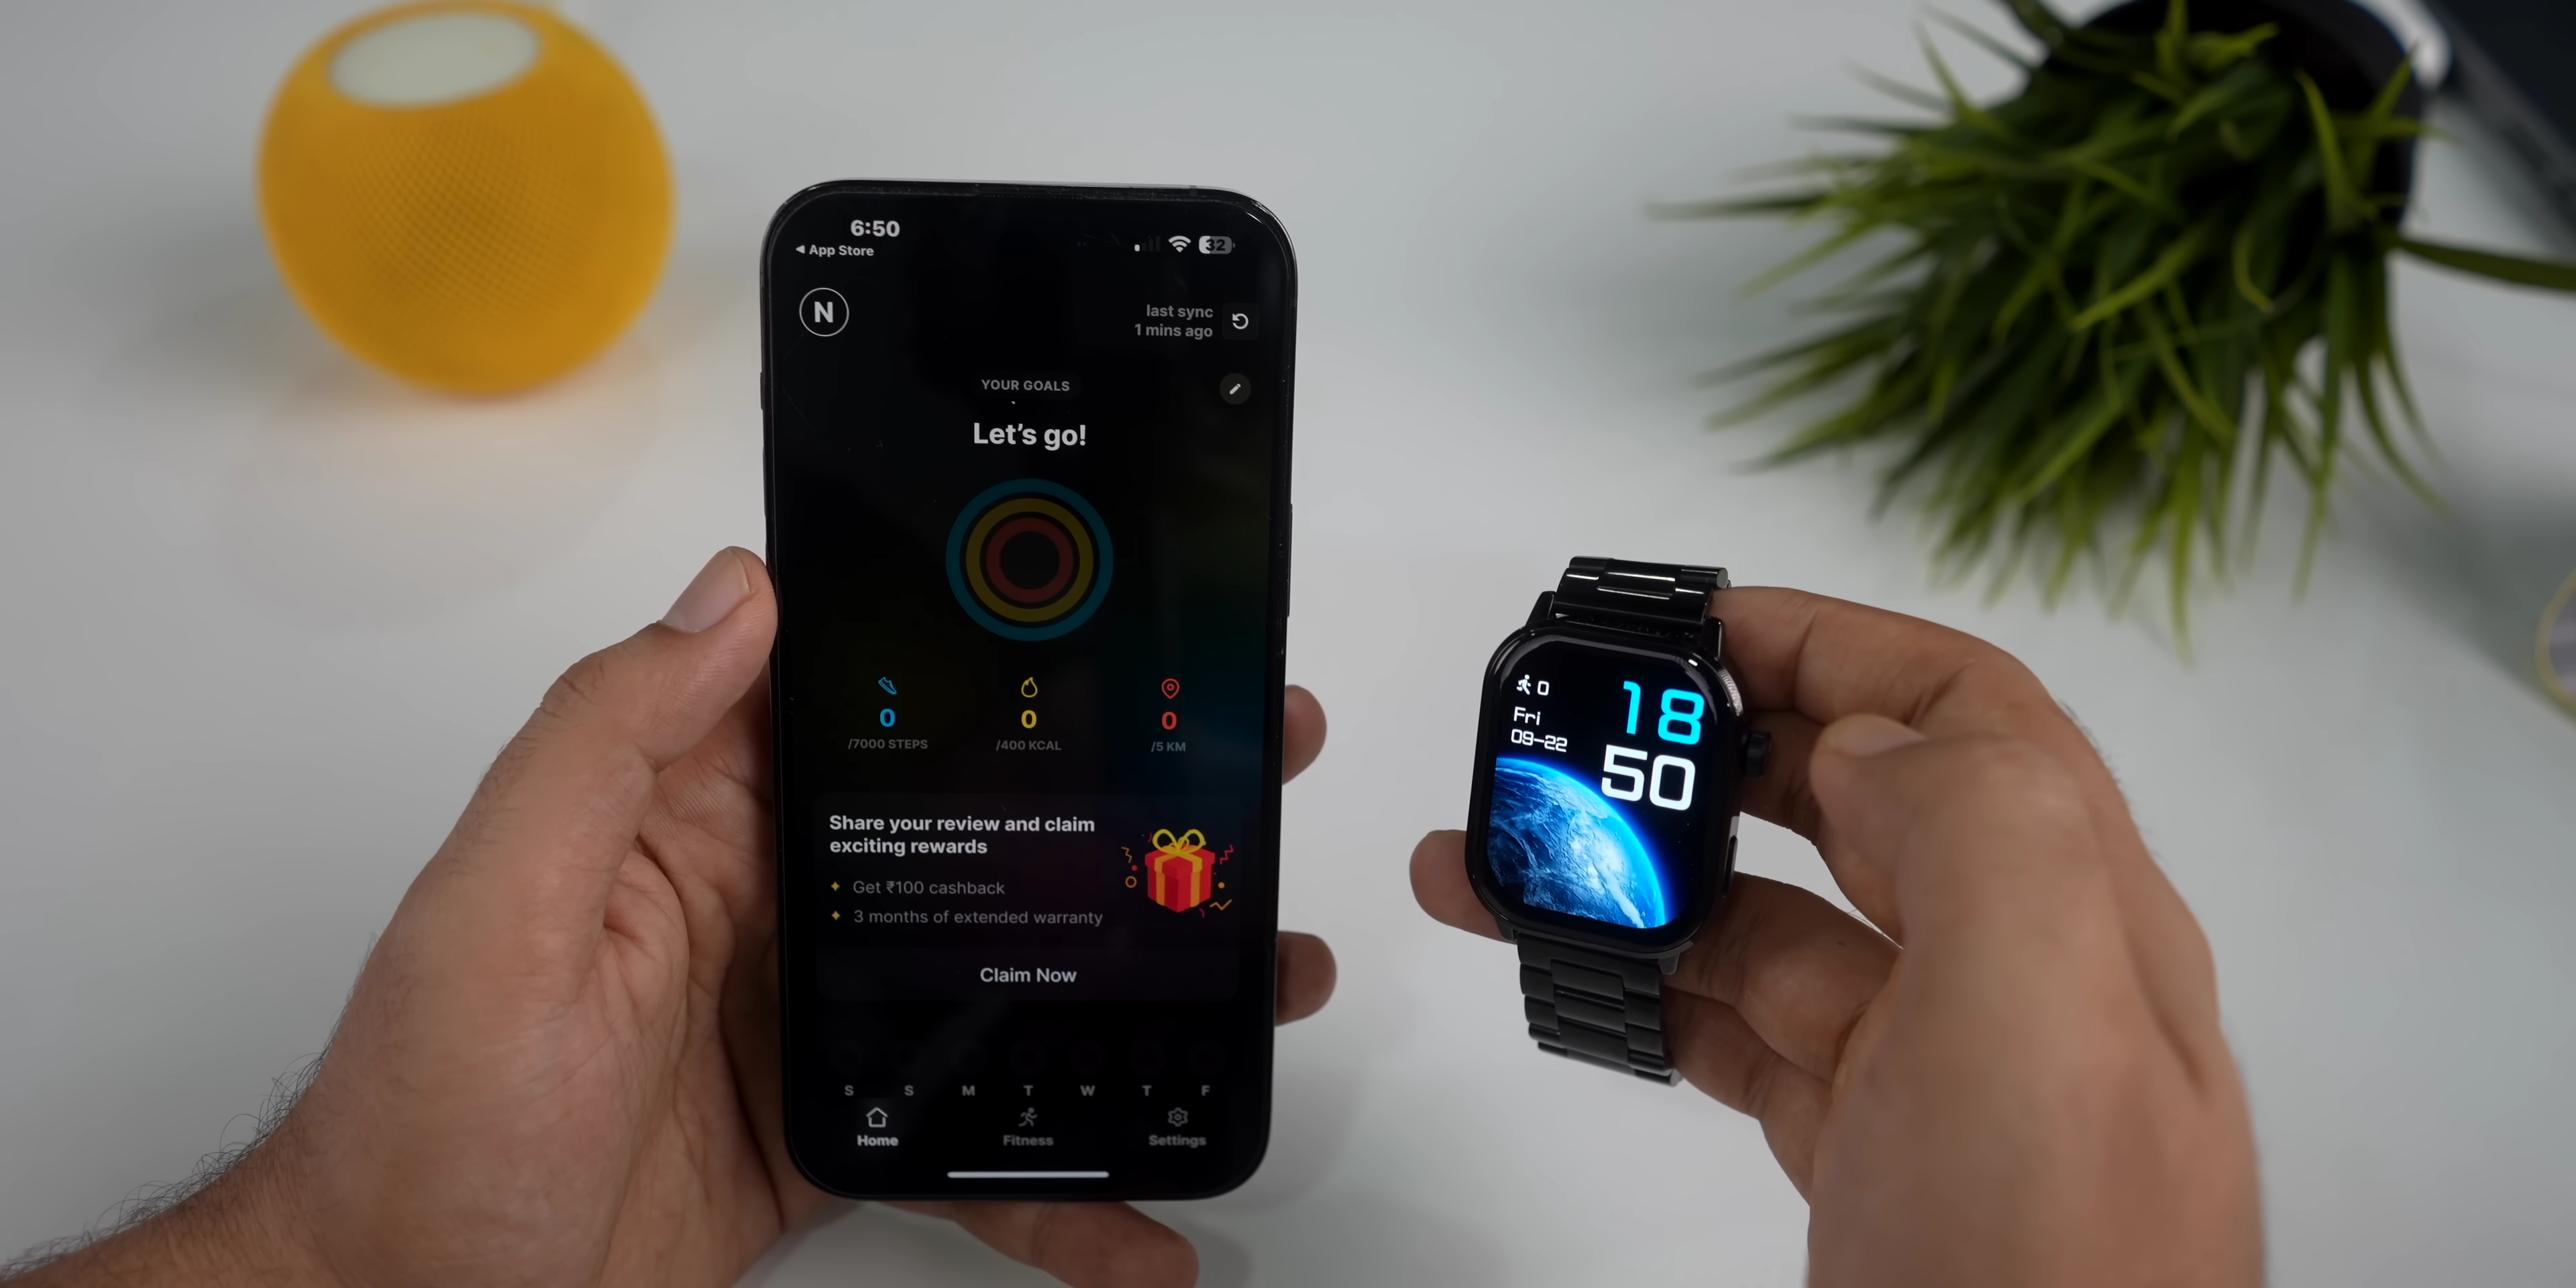 6:50
32
◀ App Store
N
last sync
1 mins ago
YOUR GOALS
Let's go!
0
0
0
/7000 STEPS
/400 KCAL
/5 KM
Share your review and claim
exciting rewards
✦ Get ₹100 cashback
✦ 3 months of extended warranty
Claim Now
S S M T W T F
Home
Fitness
Settings
0
18
Fri
09-22
50